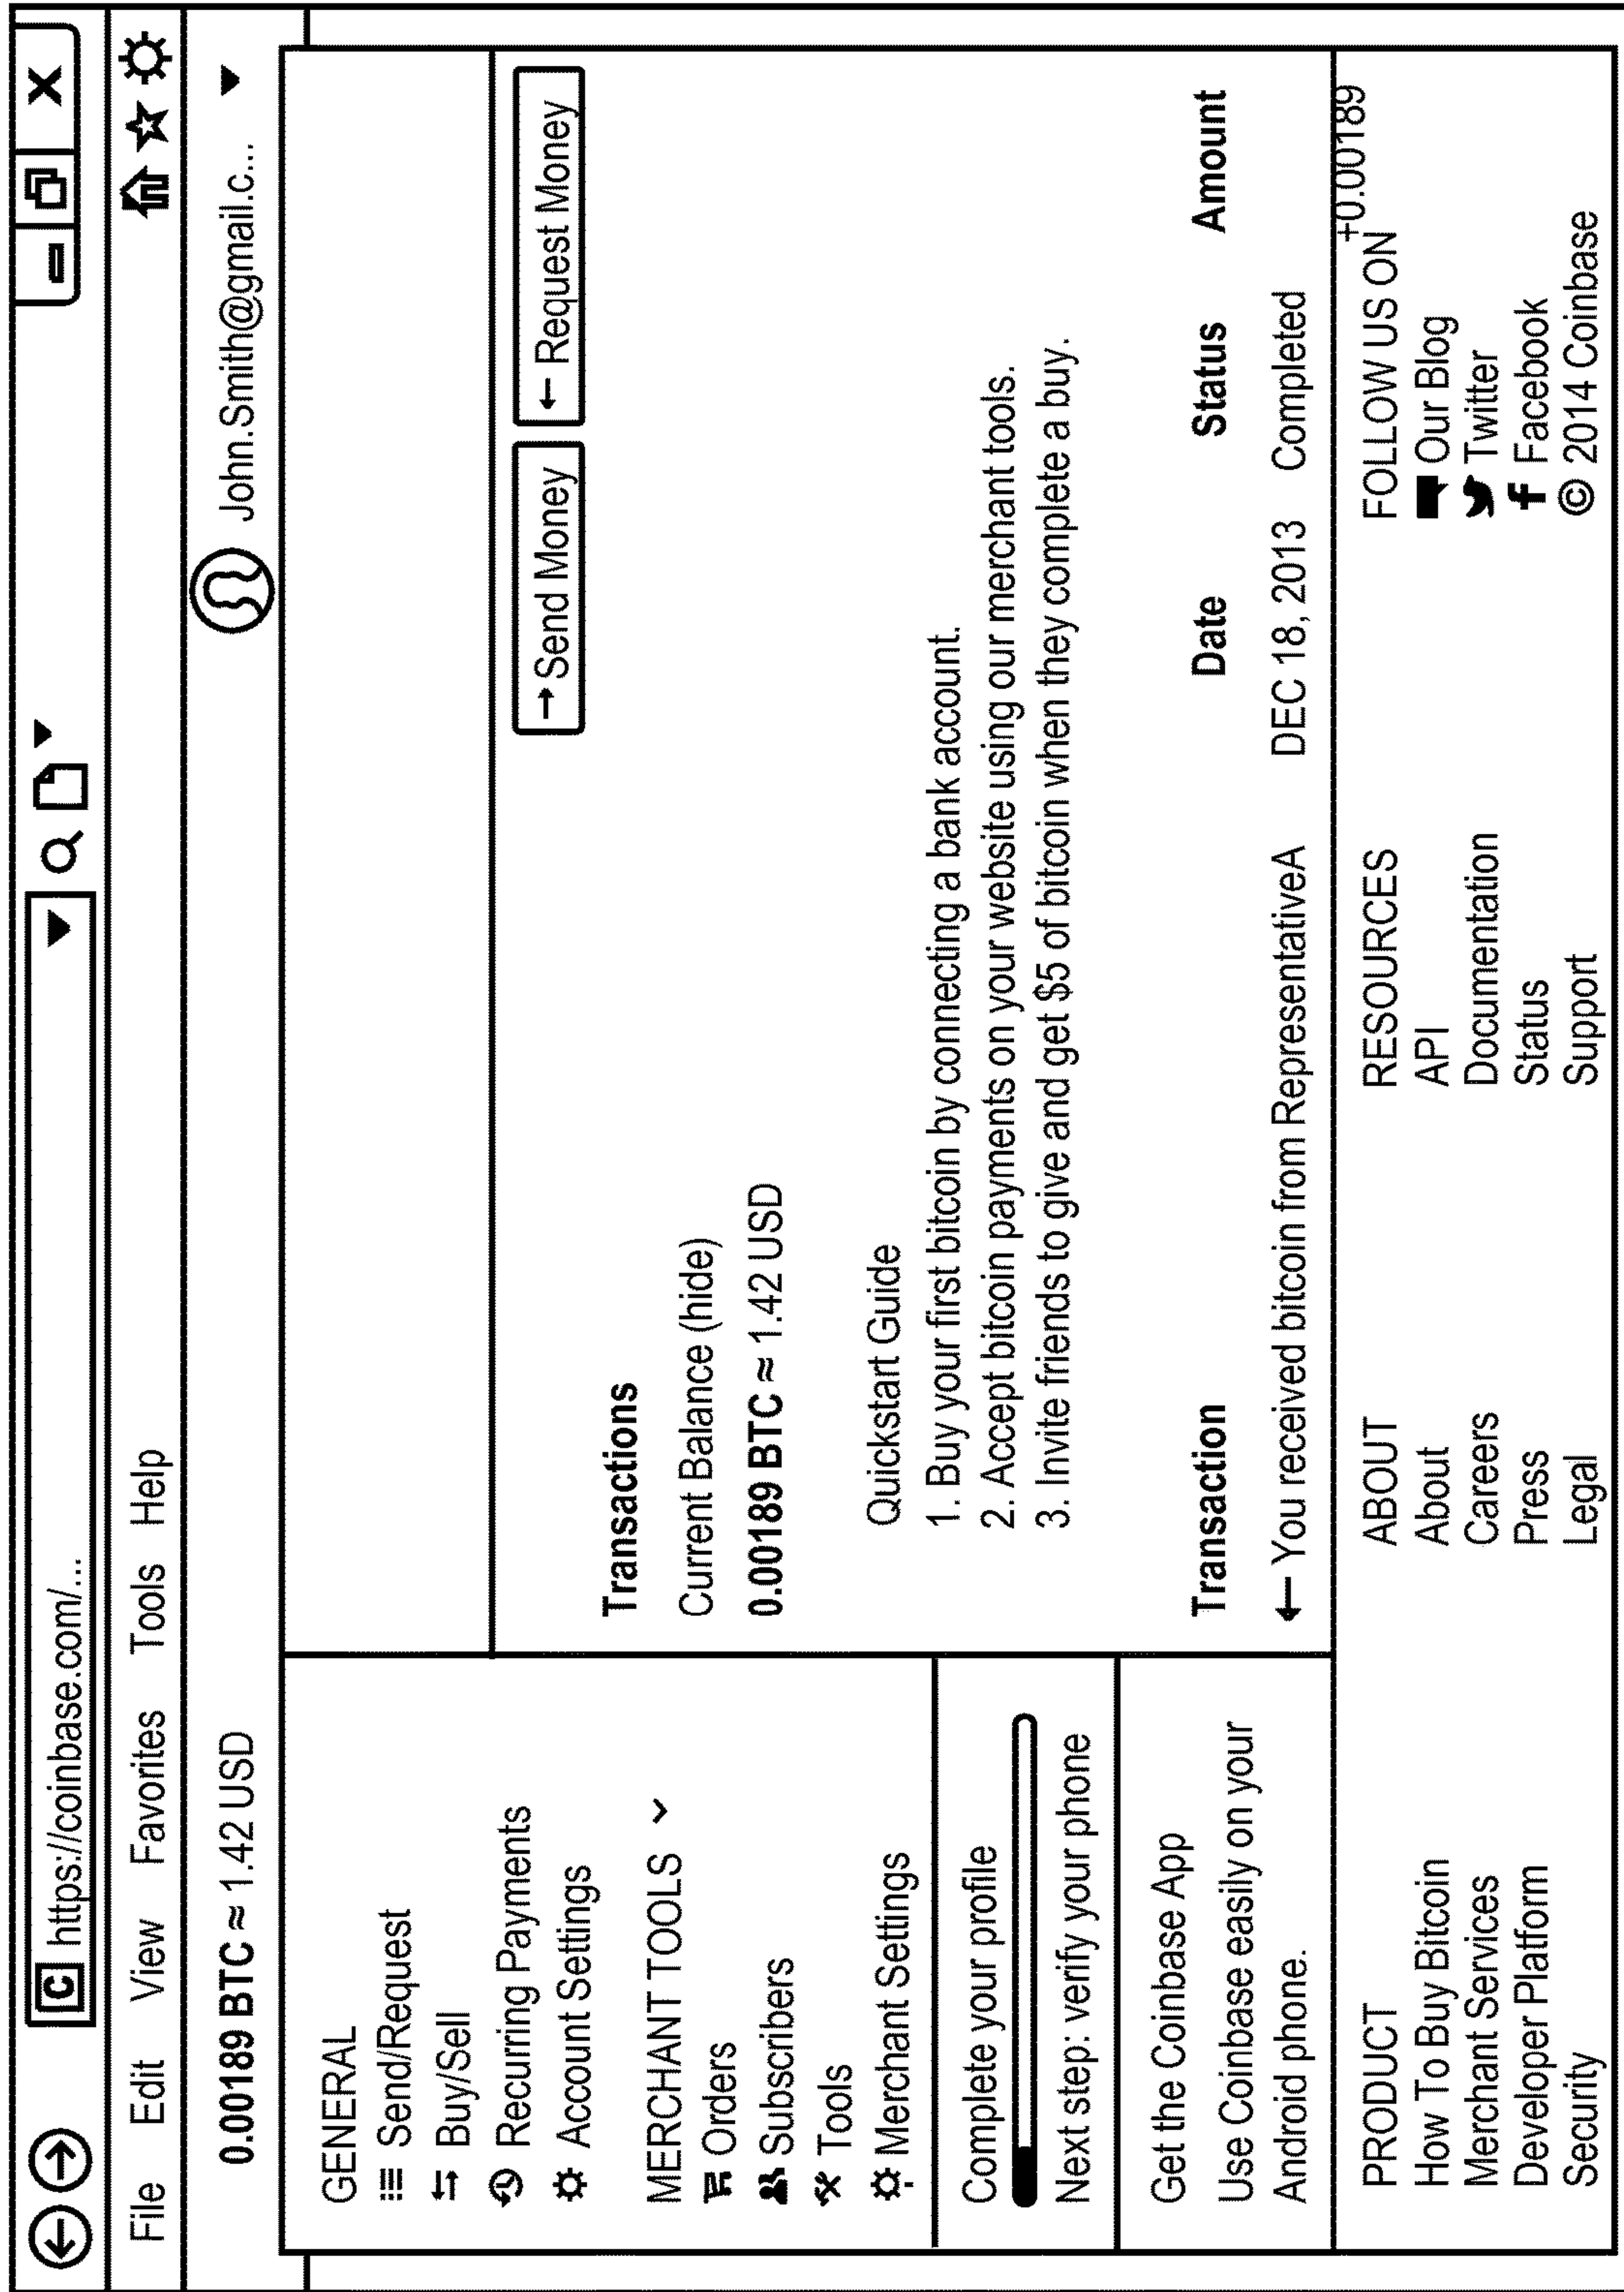 C https://coinbase.com/...
X
File Edit View Favorites Tools Help
0.00189 BTC ≈ 1.42 USD
John.Smith@gmail.c...
GENERAL
Send/Request
Buy/Sell
Recurring Payments
Account Settings
MERCHANT TOOLS
Orders
Subscribers
Tools
Merchant Settings
Complete your profile
Next step: verify your phone
Get the Coinbase App
Use Coinbase easily on your
Android phone.
→ Send Money
← Request Money
Transactions
Current Balance (hide)
0.00189 BTC ≈ 1.42 USD
Quickstart Guide
1. Buy your first bitcoin by connecting a bank account.
2. Accept bitcoin payments on your website using our merchant tools.
3. Invite friends to give and get $5 of bitcoin when they complete a buy.
Transaction Date Status Amount
← You received bitcoin from RepresentativeA DEC 18, 2013 Completed
+0.00189
PRODUCT
How To Buy Bitcoin
Merchant Services
Developer Platform
Security
ABOUT
About
Careers
Press
Legal
RESOURCES
API
Documentation
Status
Support
FOLLOW US ON
Our Blog
Twitter
f Facebook
© 2014 Coinbase